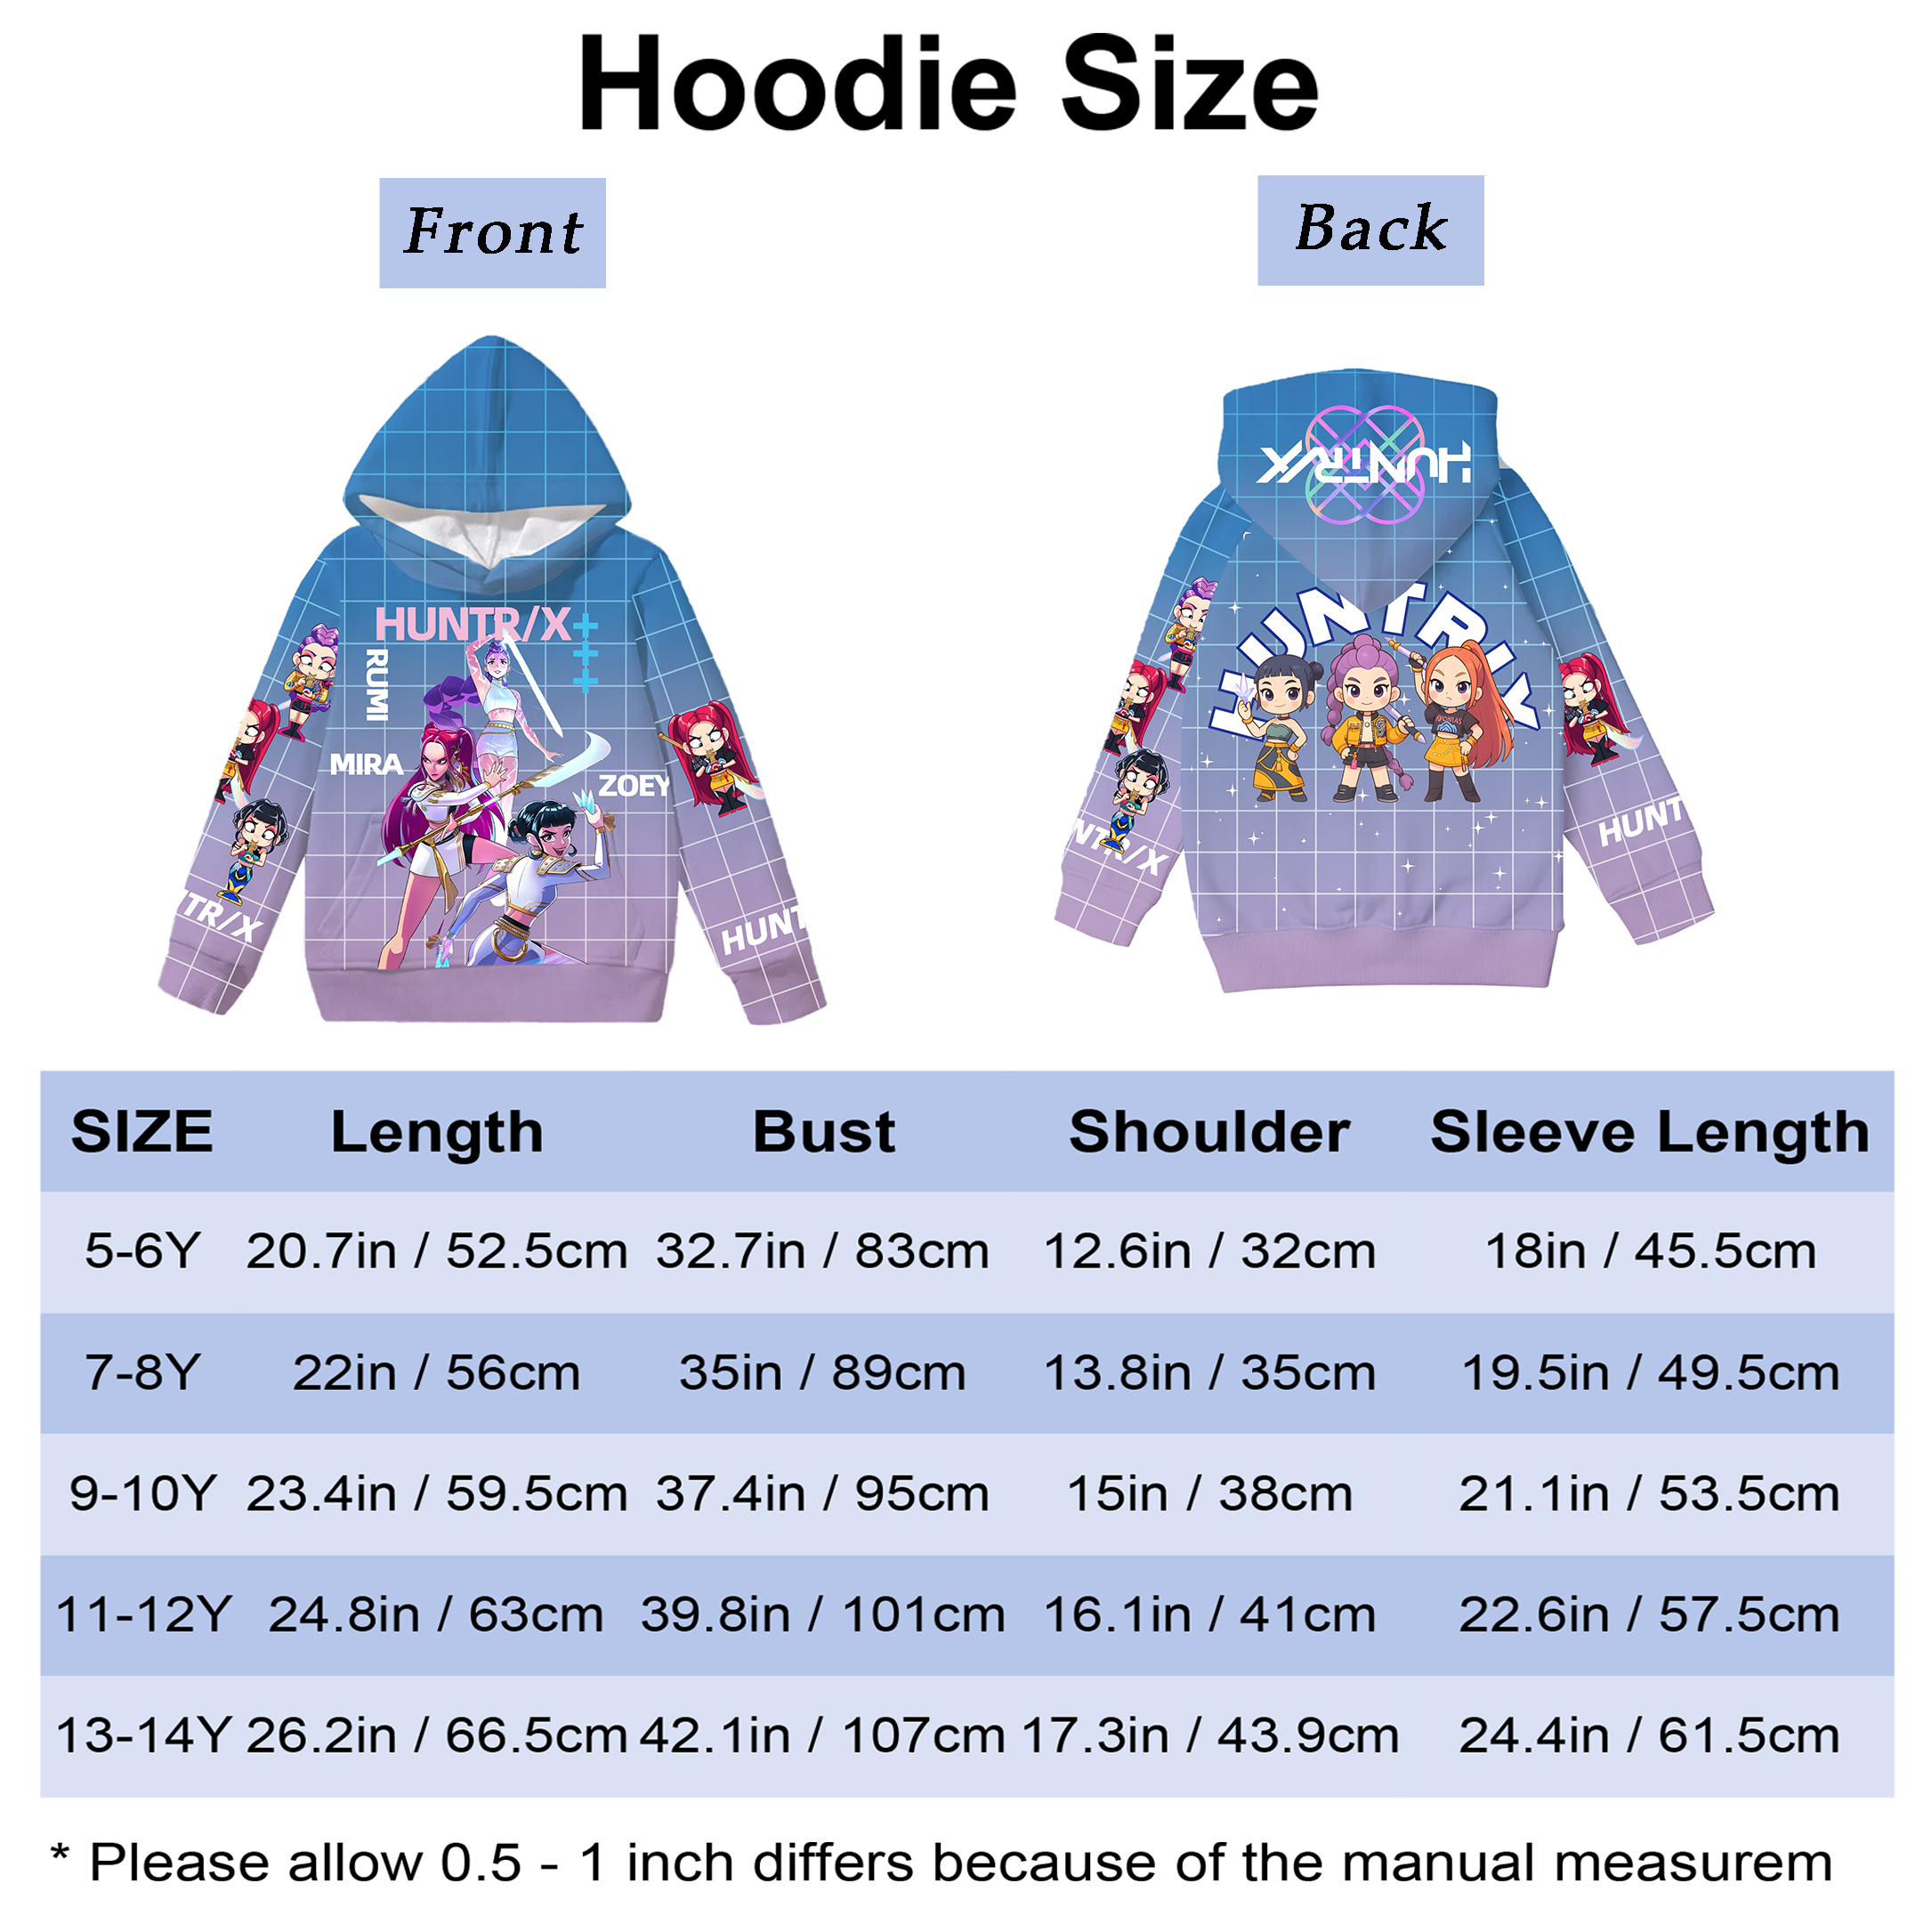 Hoodie Size
Front
Back
HUNTR/X
RUMI
MIRA
ZOEY
TR/X
HUNT
HUNTR/X
HUNTRIX
NTR/X
HUNT
SIZE Length Bust Shoulder Sleeve Length
5-6Y 20.7in / 52.5cm 32.7in / 83cm 12.6in / 32cm 18in / 45.5cm
7-8Y 22in / 56cm 35in / 89cm 13.8in / 35cm 19.5in / 49.5cm
9-10Y 23.4in / 59.5cm 37.4in / 95cm 15in / 38cm 21.1in / 53.5cm
11-12Y 24.8in / 63cm 39.8in / 101cm 16.1in / 41cm 22.6in / 57.5cm
13-14Y 26.2in / 66.5cm 42.1in / 107cm 17.3in / 43.9cm 24.4in / 61.5cm
* Please allow 0.5 - 1 inch differs because of the manual measurem